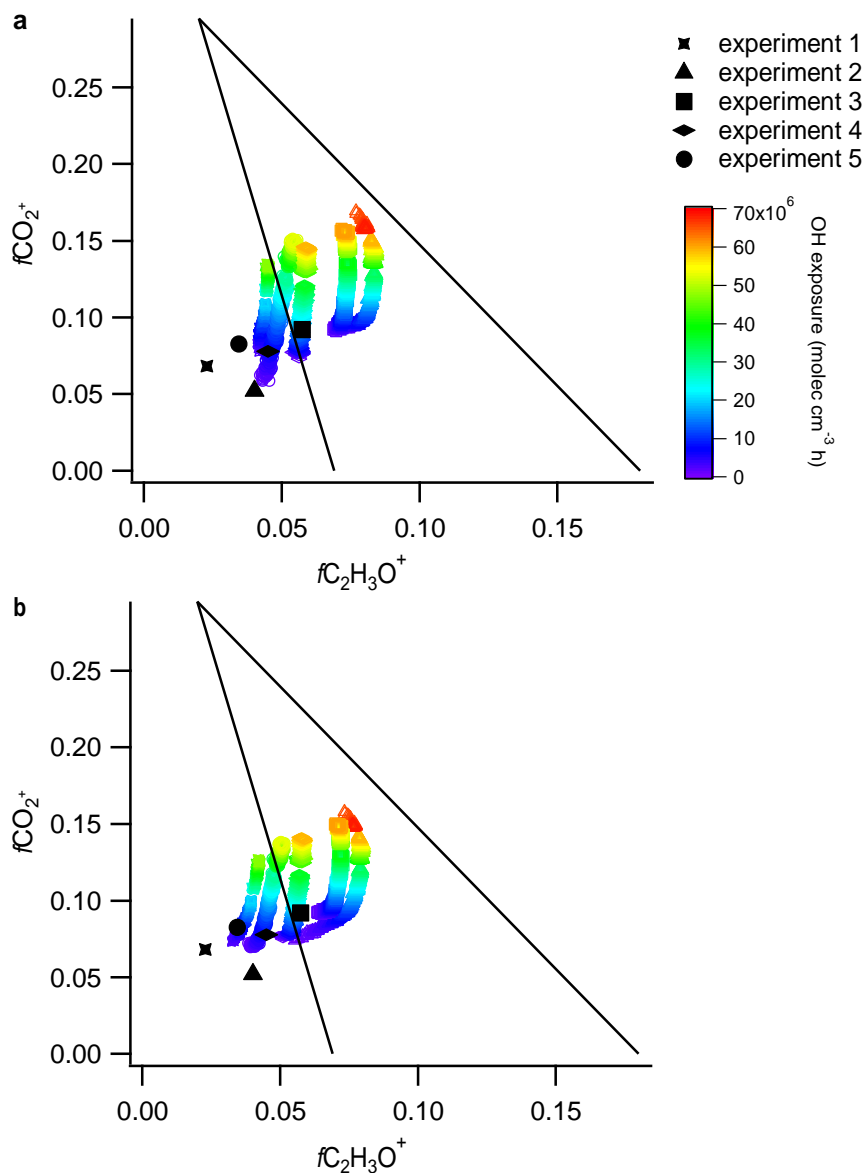 a
experiment 1
experiment 2
experiment 3
experiment 4
experiment 5
0.25
0.20
0.15
0.10
0.05
0.00
fCO₂⁺
0.00 0.05 0.10 0.15
fC₂H₃O⁺
70x10⁶
60
50
40
30
20
10
0
OH exposure (molec cm⁻³ h)
b
0.25
0.20
0.15
0.10
0.05
0.00
fCO₂⁺
0.00 0.05 0.10 0.15
fC₂H₃O⁺